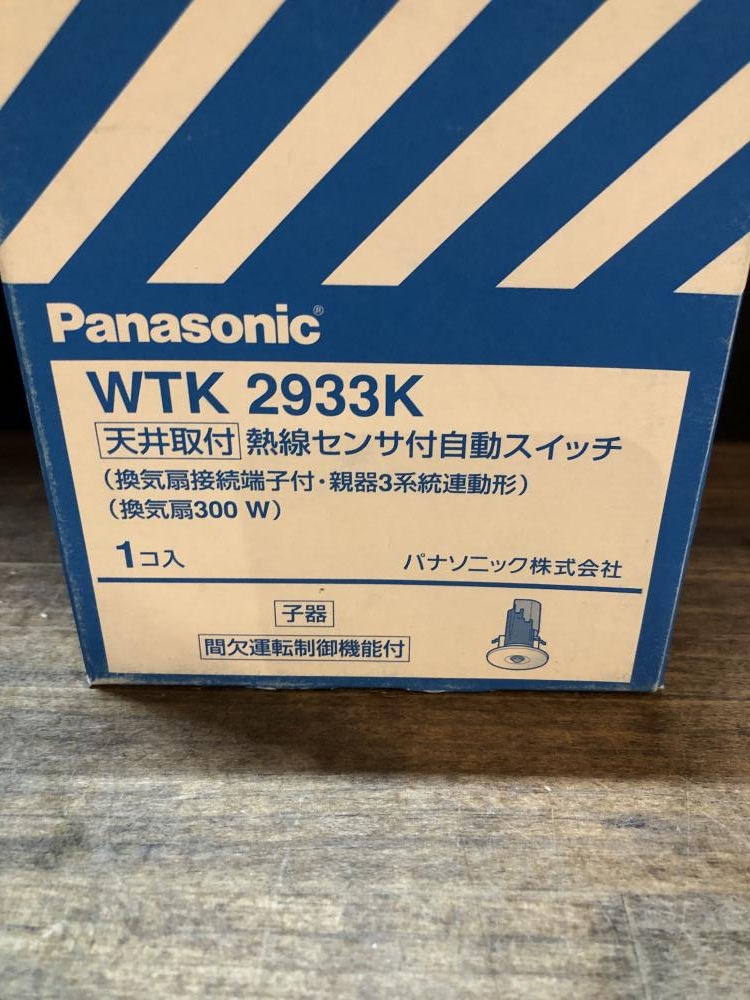 Panasonic®
WTK 2933K
天井取付 熱線センサ付自動スイッチ
（換気扇接続端子付・親器3系統連動形）
（換気扇300 W）
1コ入 パナソニック株式会社
子器
間欠運転制御機能付